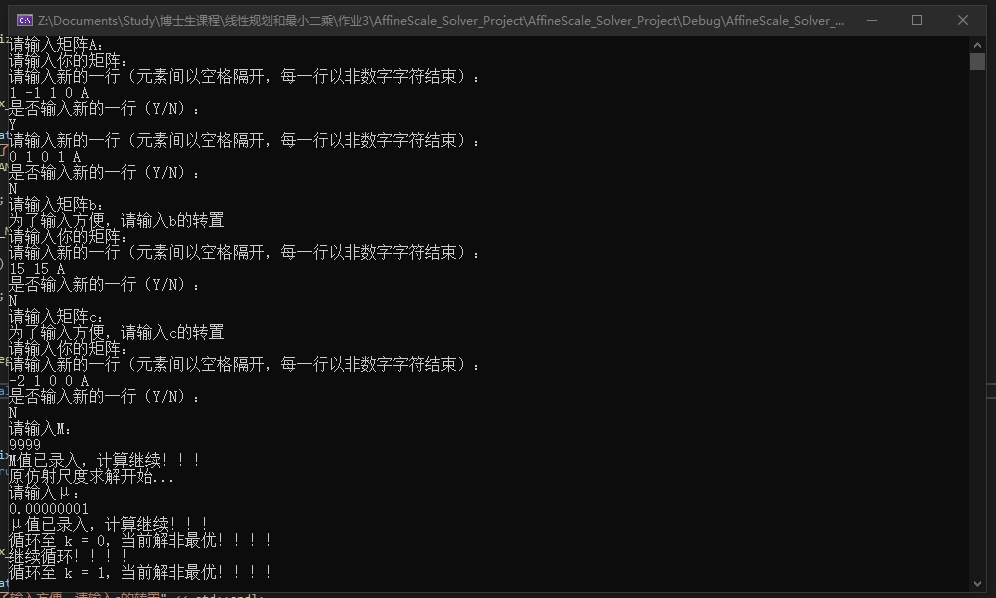 Z:\Documents\Study\博士生课程\线性规划和最小二乘\作业3\AffineScale_Solver_Project\AffineScale_Solver_Project\Debug\AffineScale_Solver_...
请输入矩阵A：
请输入你的矩阵：
请输入新的一行（元素间以空格隔开，每一行以非数字字符结束）：
1 -1 1 0 A
是否输入新的一行（Y/N）：
Y
请输入新的一行（元素间以空格隔开，每一行以非数字字符结束）：
0 1 0 1 A
是否输入新的一行（Y/N）：
N
请输入矩阵b：
为了输入方便，请输入b的转置
请输入你的矩阵：
请输入新的一行（元素间以空格隔开，每一行以非数字字符结束）：
15 15 A
是否输入新的一行（Y/N）：
N
请输入矩阵c：
为了输入方便，请输入c的转置
请输入你的矩阵：
请输入新的一行（元素间以空格隔开，每一行以非数字字符结束）：
-2 1 0 0 A
是否输入新的一行（Y/N）：
N
请输入M：
9999
M值已录入，计算继续！！！
原仿射尺度求解开始...
请输入μ：
0.00000001
μ值已录入，计算继续！！！
循环至 k = 0，当前解非最优！！！！
继续循环！！！！
循环至 k = 1，当前解非最优！！！！